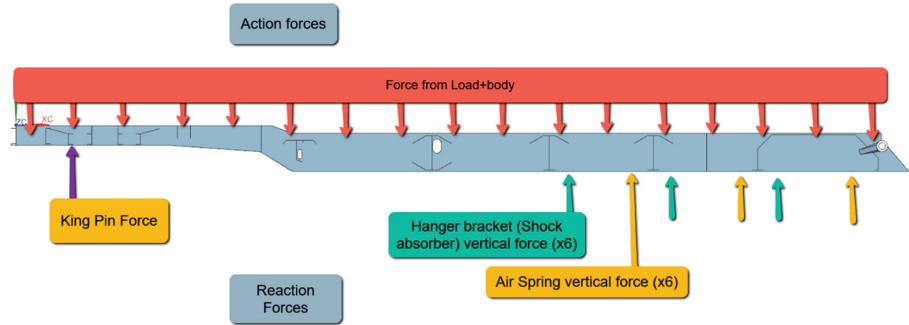 Action forces
Force from Load+body
ZC
XC
King Pin Force
Hanger bracket (Shock
absorber) vertical force (x6)
Air Spring vertical force (x6)
Reaction
Forces